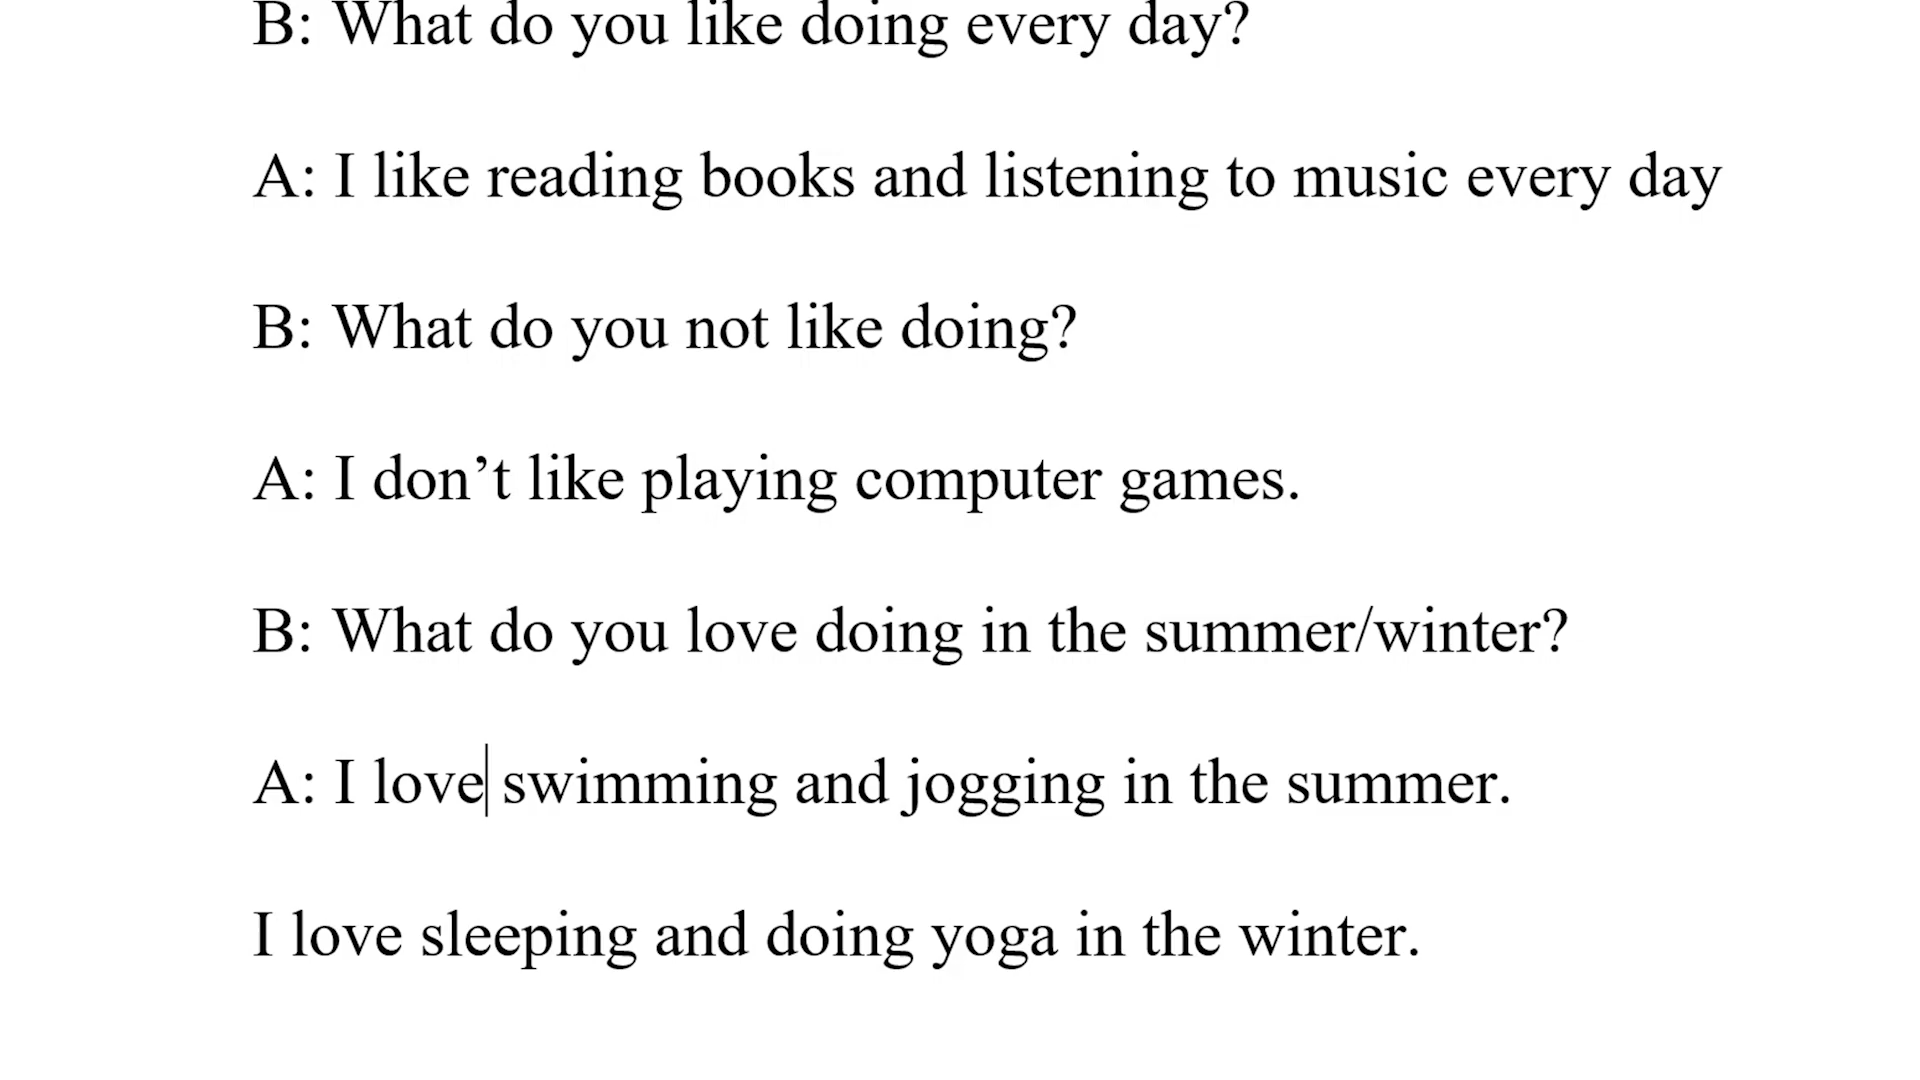 B: What do you like doing every day?
A: I like reading books and listening to music every day
B: What do you not like doing?
A: I don’t like playing computer games.
B: What do you love doing in the summer/winter?
A: I love swimming and jogging in the summer.
I love sleeping and doing yoga in the winter.